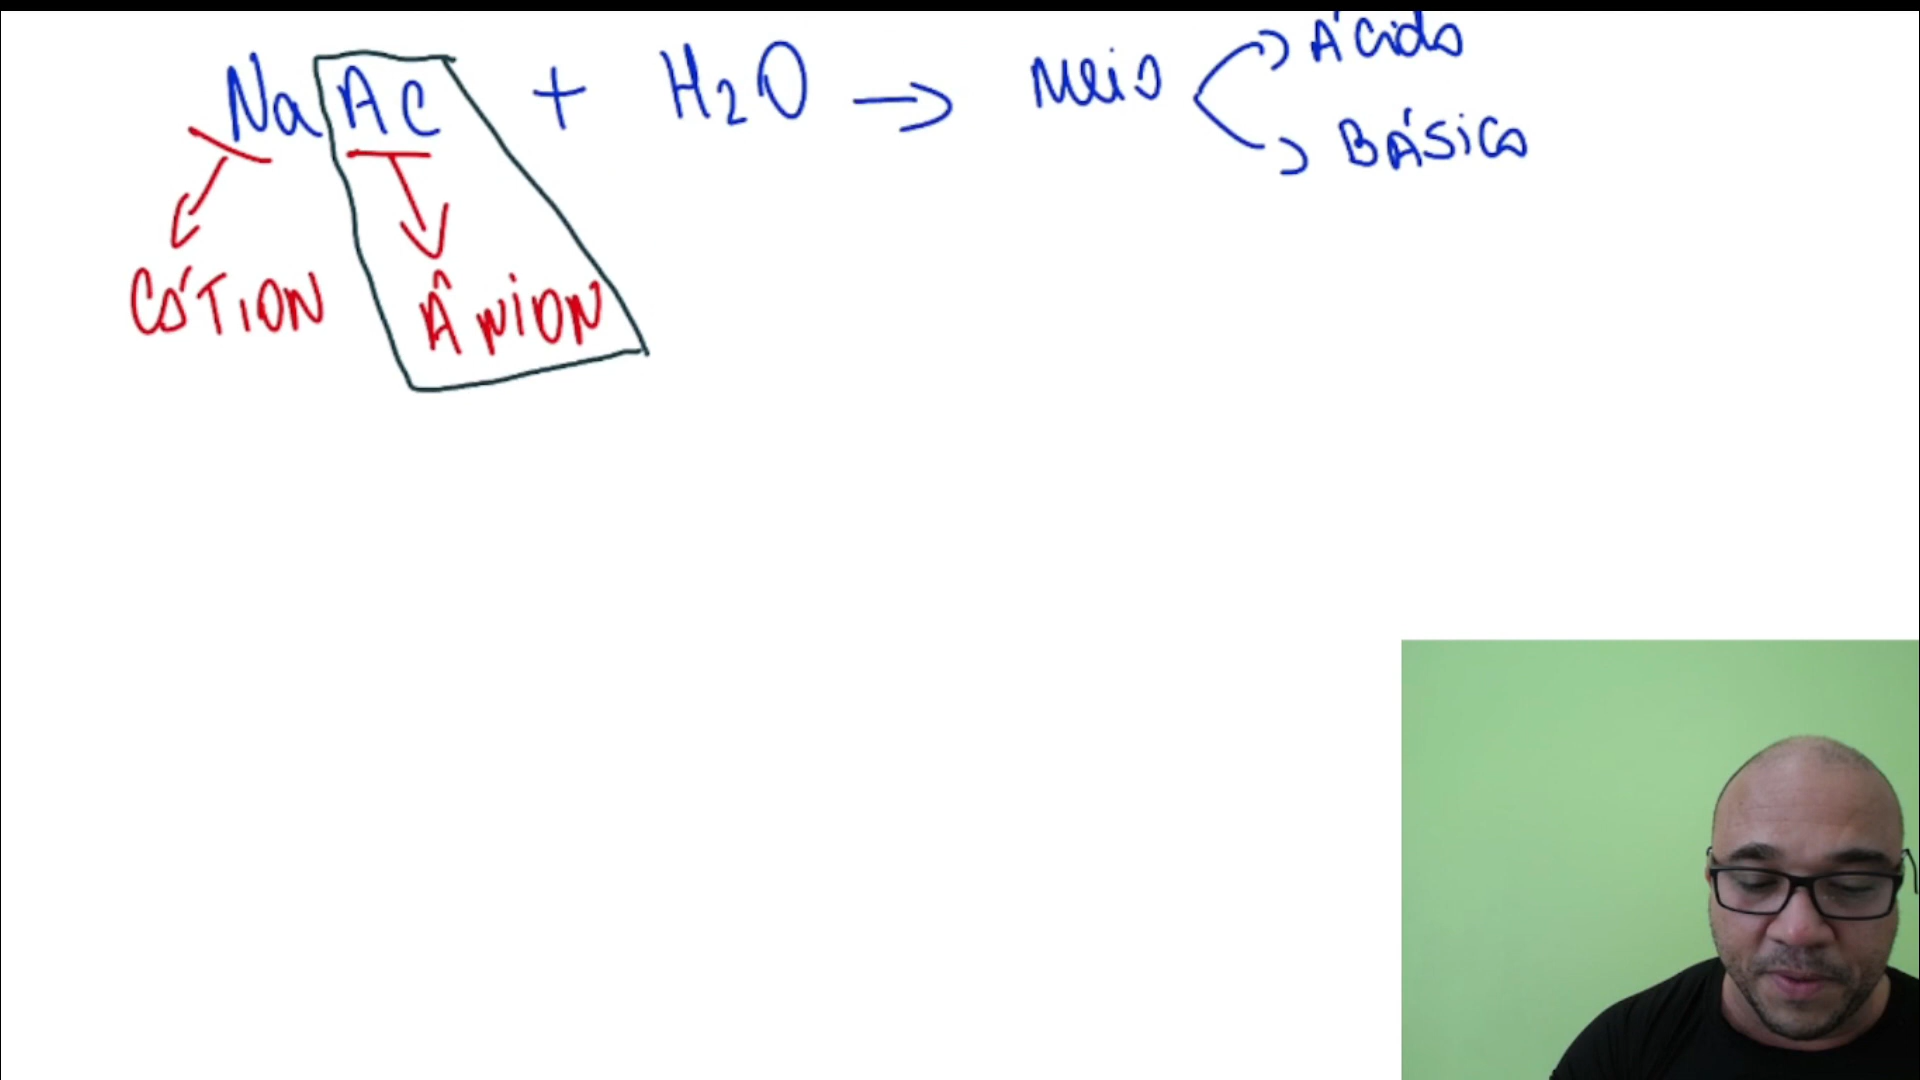 NaAc + H2O → Meio → Ácido
→ Básico
Cátion Ânion